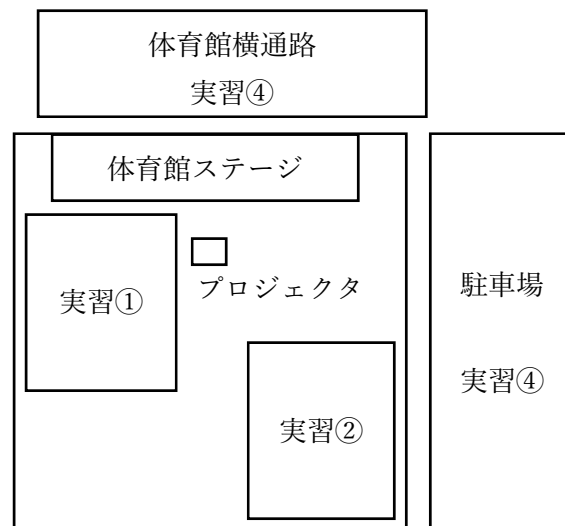 体育館横通路
実習④
体育館ステージ
実習①
プロジェクタ
駐車場
実習④
実習②